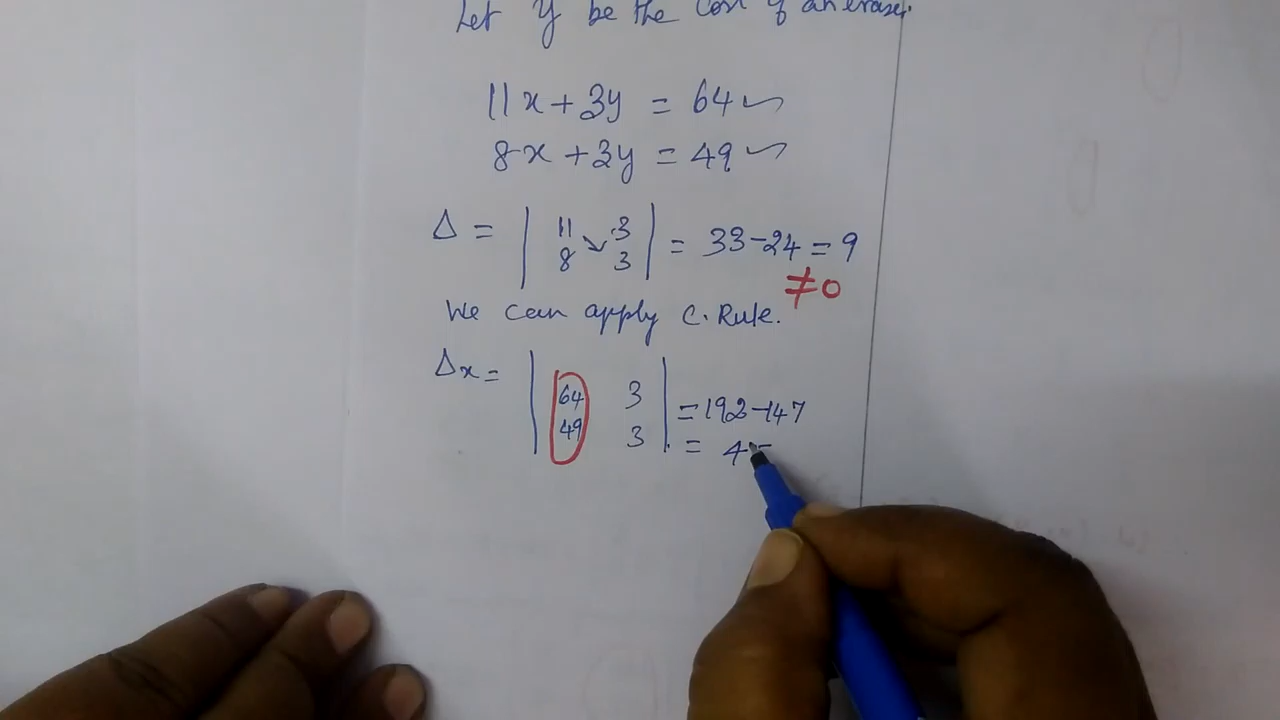 Let y be the cost of an eraser.
11x + 3y = 64
8x + 3y = 49
Δ = | 11 3 | = 33 - 24 = 9
| 8 3 |
≠ 0
We can apply C. Rule.
Δx = | 64 3 | = 192 - 147
| 49 3 | = 45